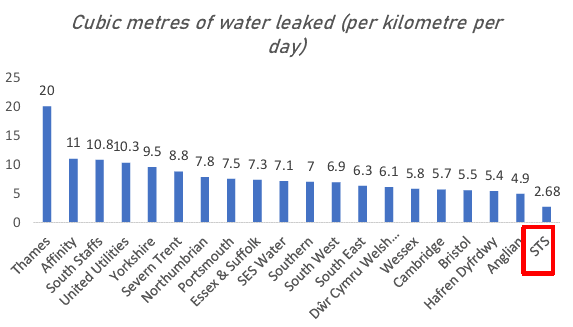 Cubic metres of water leaked (per kilometre per
day)
25
20
15
10
5
0
20
11
10.8
10.3
9.5
8.8
7.8
7.5
7.3
7.1
7
6.9
6.3
6.1
5.8
5.7
5.5
5.4
4.9
2.68
Thames
Affinity
South Staffs
United Utilities
Yorkshire
Severn Trent
Northumbrian
Portsmouth
Essex & Suffolk
SES Water
Southern
South West
South East
Dŵr Cymru Welsh...
Wessex
Cambridge
Bristol
Hafren Dyfrdwy
Anglian
STS